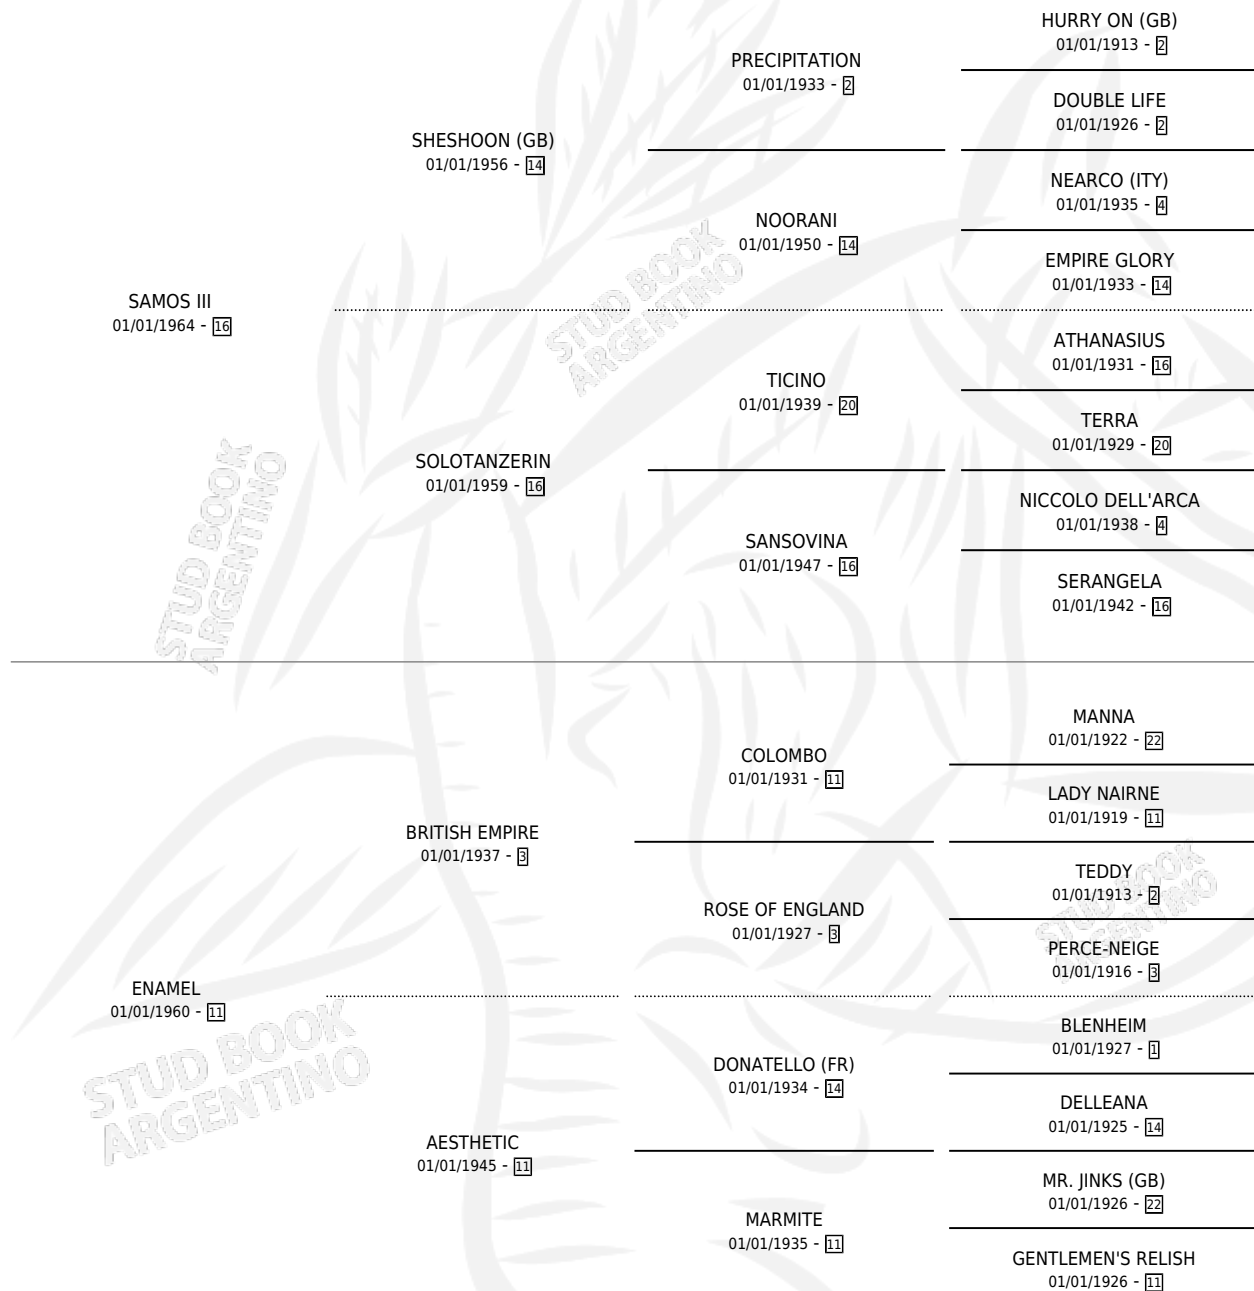 HURRY ON (GB)
01/01/1913 - 2
PRECIPITATION
01/01/1933 - 2
DOUBLE LIFE
01/01/1926 - 2
SHESHOON (GB)
01/01/1956 - 14
NEARCO (ITY)
01/01/1935 - 4
NOORANI
01/01/1950 - 14
EMPIRE GLORY
01/01/1933 - 14
SAMOS III
01/01/1964 - 16
ATHANASIUS
01/01/1931 - 16
TICINO
01/01/1939 - 20
TERRA
01/01/1929 - 20
SOLOTANZERIN
01/01/1959 - 16
NICCOLO DELL'ARCA
01/01/1938 - 4
SANSOVINA
01/01/1947 - 16
SERANGELA
01/01/1942 - 16
MANNA
01/01/1922 - 22
COLOMBO
01/01/1931 - 11
LADY NAIRNE
01/01/1919 - 11
BRITISH EMPIRE
01/01/1937 - 3
TEDDY
01/01/1913 - 2
ROSE OF ENGLAND
01/01/1927 - 3
PERCE-NEIGE
01/01/1916 - 3
ENAMEL
01/01/1960 - 11
BLENHEIM
01/01/1927 - 1
DONATELLO (FR)
01/01/1934 - 14
DELLEANA
01/01/1925 - 14
AESTHETIC
01/01/1945 - 11
MR. JINKS (GB)
01/01/1926 - 22
MARMITE
01/01/1935 - 11
GENTLEMEN'S RELISH
01/01/1926 - 11
STUD BOOK
ARGENTINO
STUD BOOK
ARGENTINO
STUD BOOK
ARGENTINO
STUD BOOK
ARGENTINO